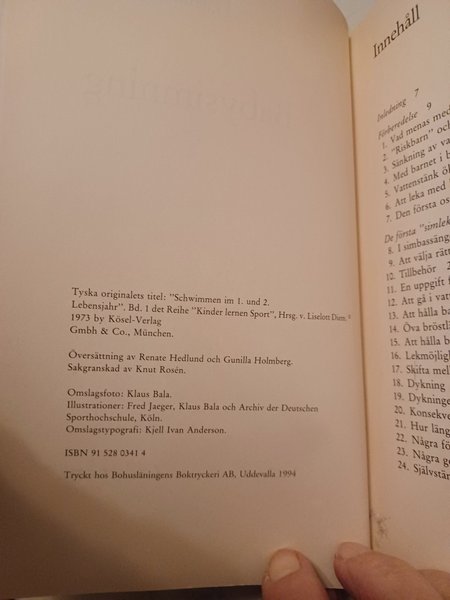 Tyska originalets titel: "Schwimmen im 1. und 2.
Lebensjahr". Bd. 1 det Reihe "Kinder lernen Sport", Hrsg. v. Liselott Diem.
1973 by Kösel-Verlag
Gmbh & Co., München.
Översättning av Renate Hedlund och Gunilla Holmberg.
Sakgranskad av Knut Rosén.
Omslagsfoto: Klaus Bala.
Illustrationer: Fred Jaeger, Klaus Bala och Archiv der Deutschen
Sporthochschule, Köln.
Omslagstypografi: Kjell Ivan Anderson.
ISBN 91 528 0341 4
Tryckt hos Bohusläningens Boktryckeri AB, Uddevalla 1994
Innehåll
Inledning 7
Förberedelse 9
1. Vad menas med
2. "Riskbarn" oc
3. Sänkning av va
4. Med barnet i b
5. Vattenstänk ök
6. Att leka med
7. Den första os
De första "simlek
8. I simbassäng
9. Att välja rätt
10. Tillbehör 2
11. En uppgift f
12. Att gå i vat
13. Att hålla ba
14. Öva bröstl
15. Att hålla b
16. Lekmöjlig
17. Skifta mel
18. Dykning
19. Dykninge
20. Konsekve
21. Hur läng
22. Några fö
23. Några ge
24. Självstär